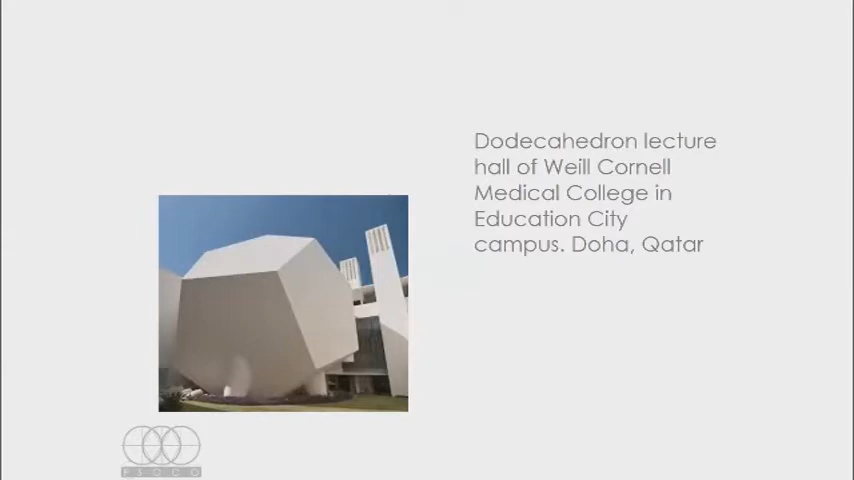 Dodecahedron lecture
hall of Weill Cornell
Medical College in
Education City
campus. Doha, Qatar